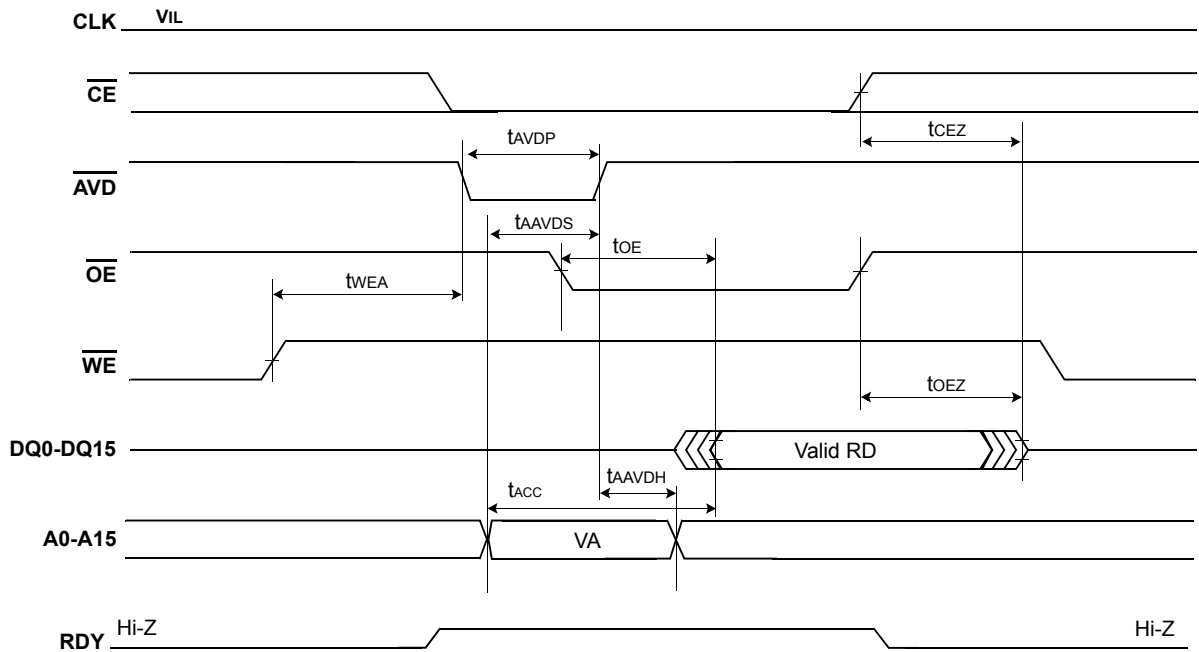 CLK VIL
CE
tCEZ
tAVDP
AVD
tAAVDS
tOE
OE
tWEA
WE
tOEZ
DQ0-DQ15 Valid RD
tAAVDH
tACC
A0-A15 VA
RDY Hi-Z Hi-Z